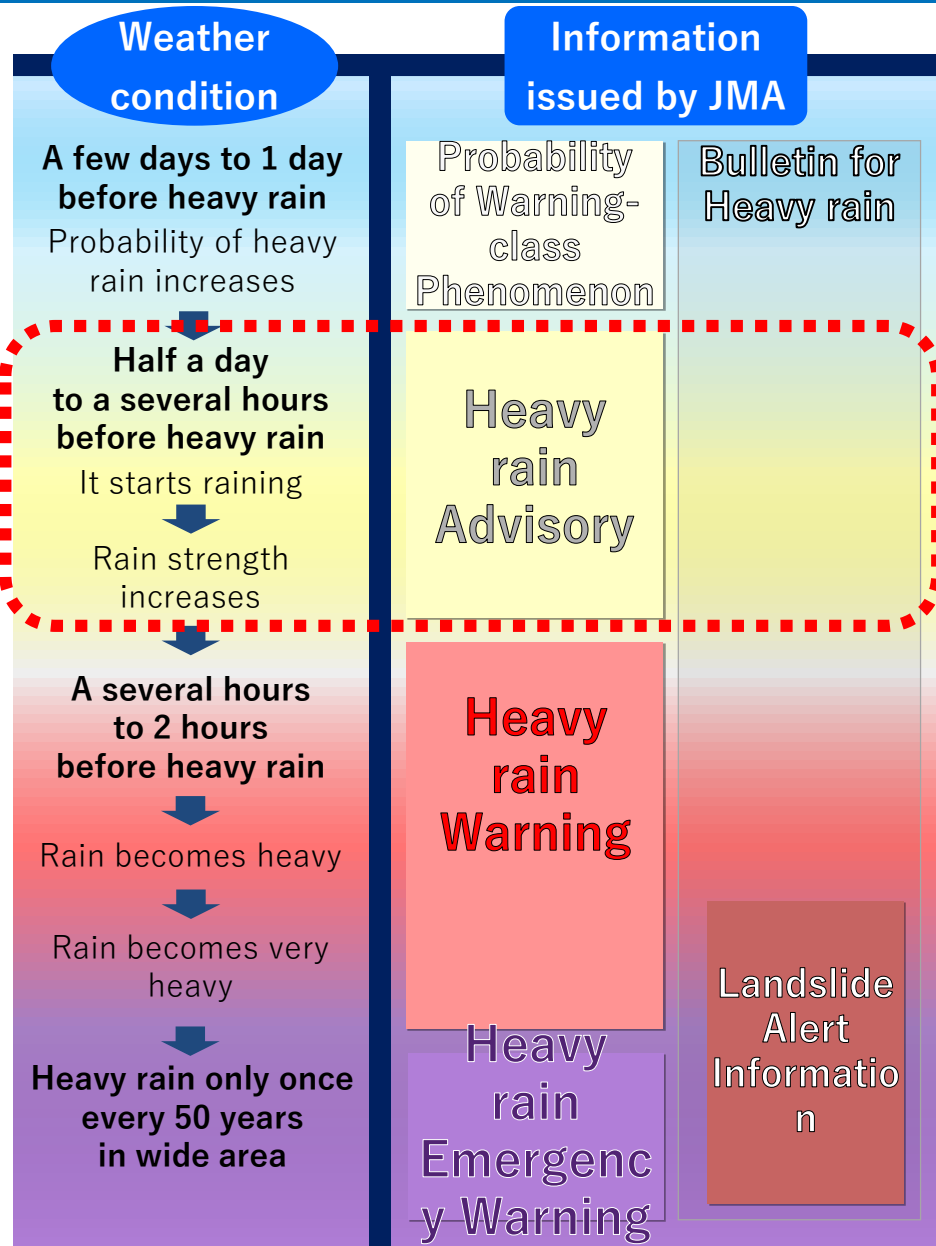 Weather
condition
Information
issued by JMA
A few days to 1 day
before heavy rain
Probability of heavy
rain increases
Half a day
to a several hours
before heavy rain
It starts raining
Rain strength
increases
A several hours
to 2 hours
before heavy rain
Rain becomes heavy
Rain becomes very
heavy
Heavy rain only once
every 50 years
in wide area
Probability
of Warning-
class
Phenomenon
Heavy
rain
Advisory
Heavy
rain
Warning
Heavy
rain
Emergenc
y Warning
Bulletin for
Heavy rain
Landslide
Alert
Informatio
n